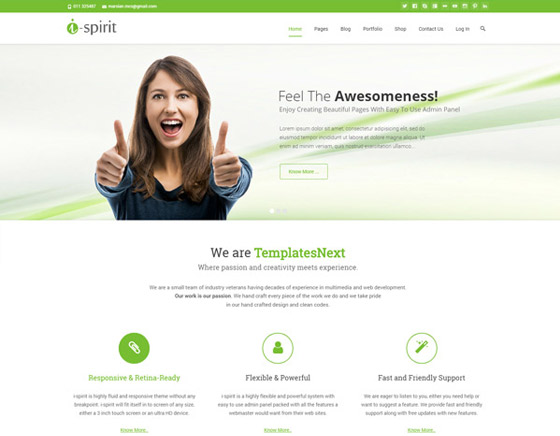 011 225497 marsian.mcs@gmail.com
i-spirit
Home Pages Blog Portfolio Shop Contact Us Log In
Feel The Awesomeness!
Enjoy Creating Beautiful Pages With Easy To Use Admin Panel
Lorem ipsum dolor sit amet, consectetur adipiscing elit, sed do
eiusmod tempor incididunt ut labore et dolore magna aliqua. Ut
enim ad minim veniam, quis nostrud exercitation ullamco...
Know More ...
We are TemplatesNext
Where passion and creativity meets experience.
We are a small team of industry veterans having decades of experience in multimedia and web development.
Our work is our passion. We hand craft every piece of the work we do and we take pride
in our hand crafted design and clean codes.
Responsive & Retina-Ready
i-spirit is highly fluid and responsive theme without any
breakpoint. i-spirit will fit itself in to screen of any size,
either a 3 inch touch screen or an ultra HD device.
Know More..
Flexible & Powerful
i-spirit is a highly flexible and powerful system with
easy to use admin panel packed with all the features a
webmaster would want from their web sites.
Know More..
Fast and Friendly Support
We are eager to listen to you, either you need help or
want to suggest a feature. We provide fast and friendly
support along with free updates with new features.
Know More..